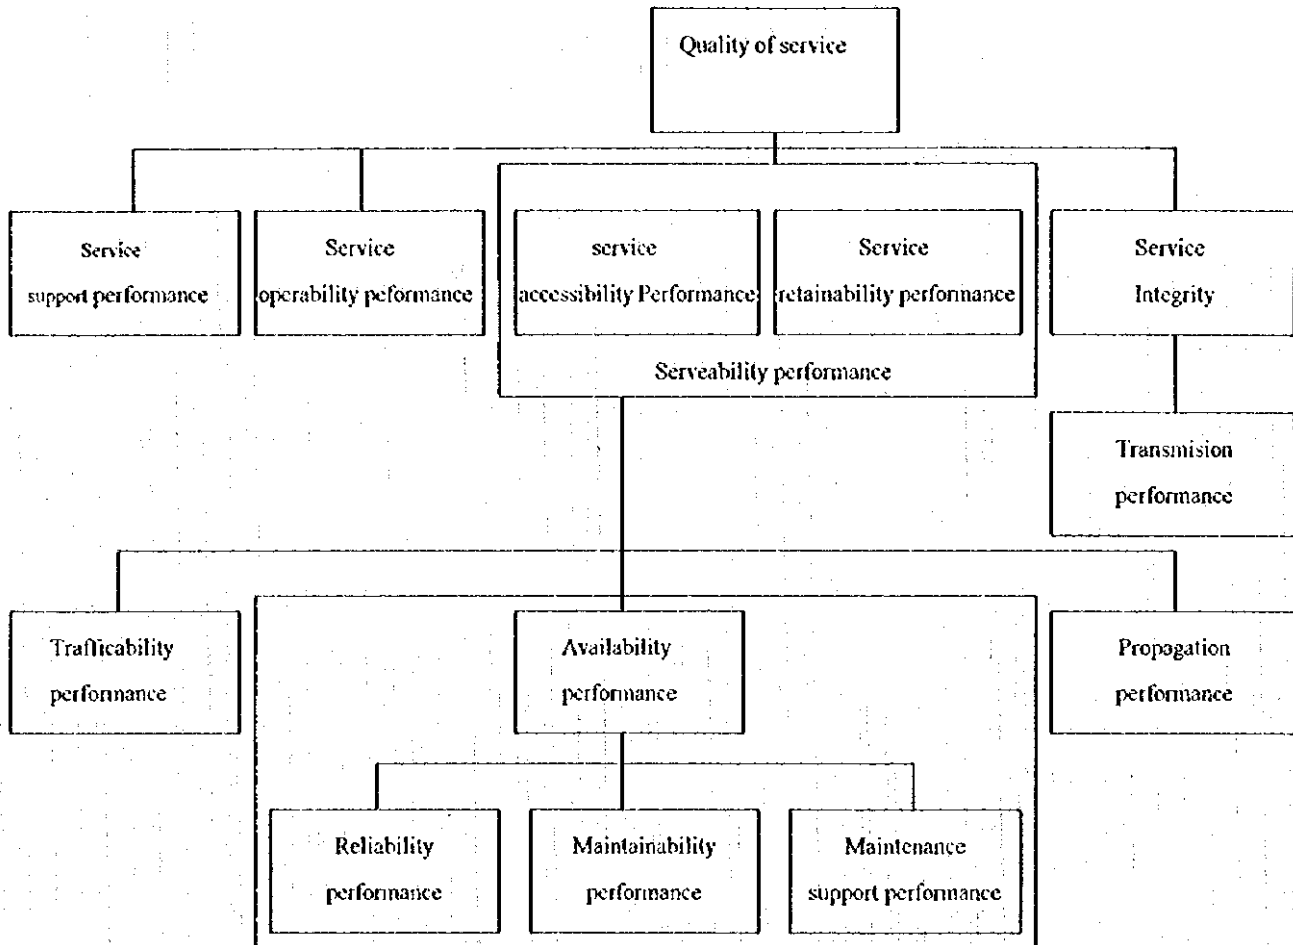 Quality of service
Service
support performance
Service
operability peformance
service
accessibility Performance
Service
retainability performance
Serveability performance
Service
Integrity
Transmision
performance
Trafficability
performance
Availability
performance
Propagation
performance
Reliability
performance
Maintainability
performance
Maintenance
support performance